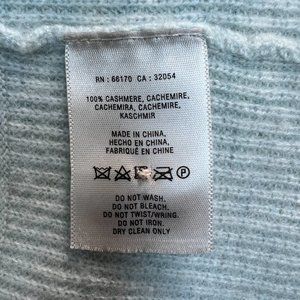 RN : 66170 CA : 32054
100% CASHMERE, CACHEMIRE,
CACHEMIRA, CACHEMIRE,
KASCHMIR
MADE IN CHINA,
HECHO EN CHINA,
FABRIQUÉ EN CHINE
P
DO NOT WASH.
DO NOT BLEACH.
DO NOT TWIST/WRING.
DO NOT IRON.
DRY CLEAN ONLY